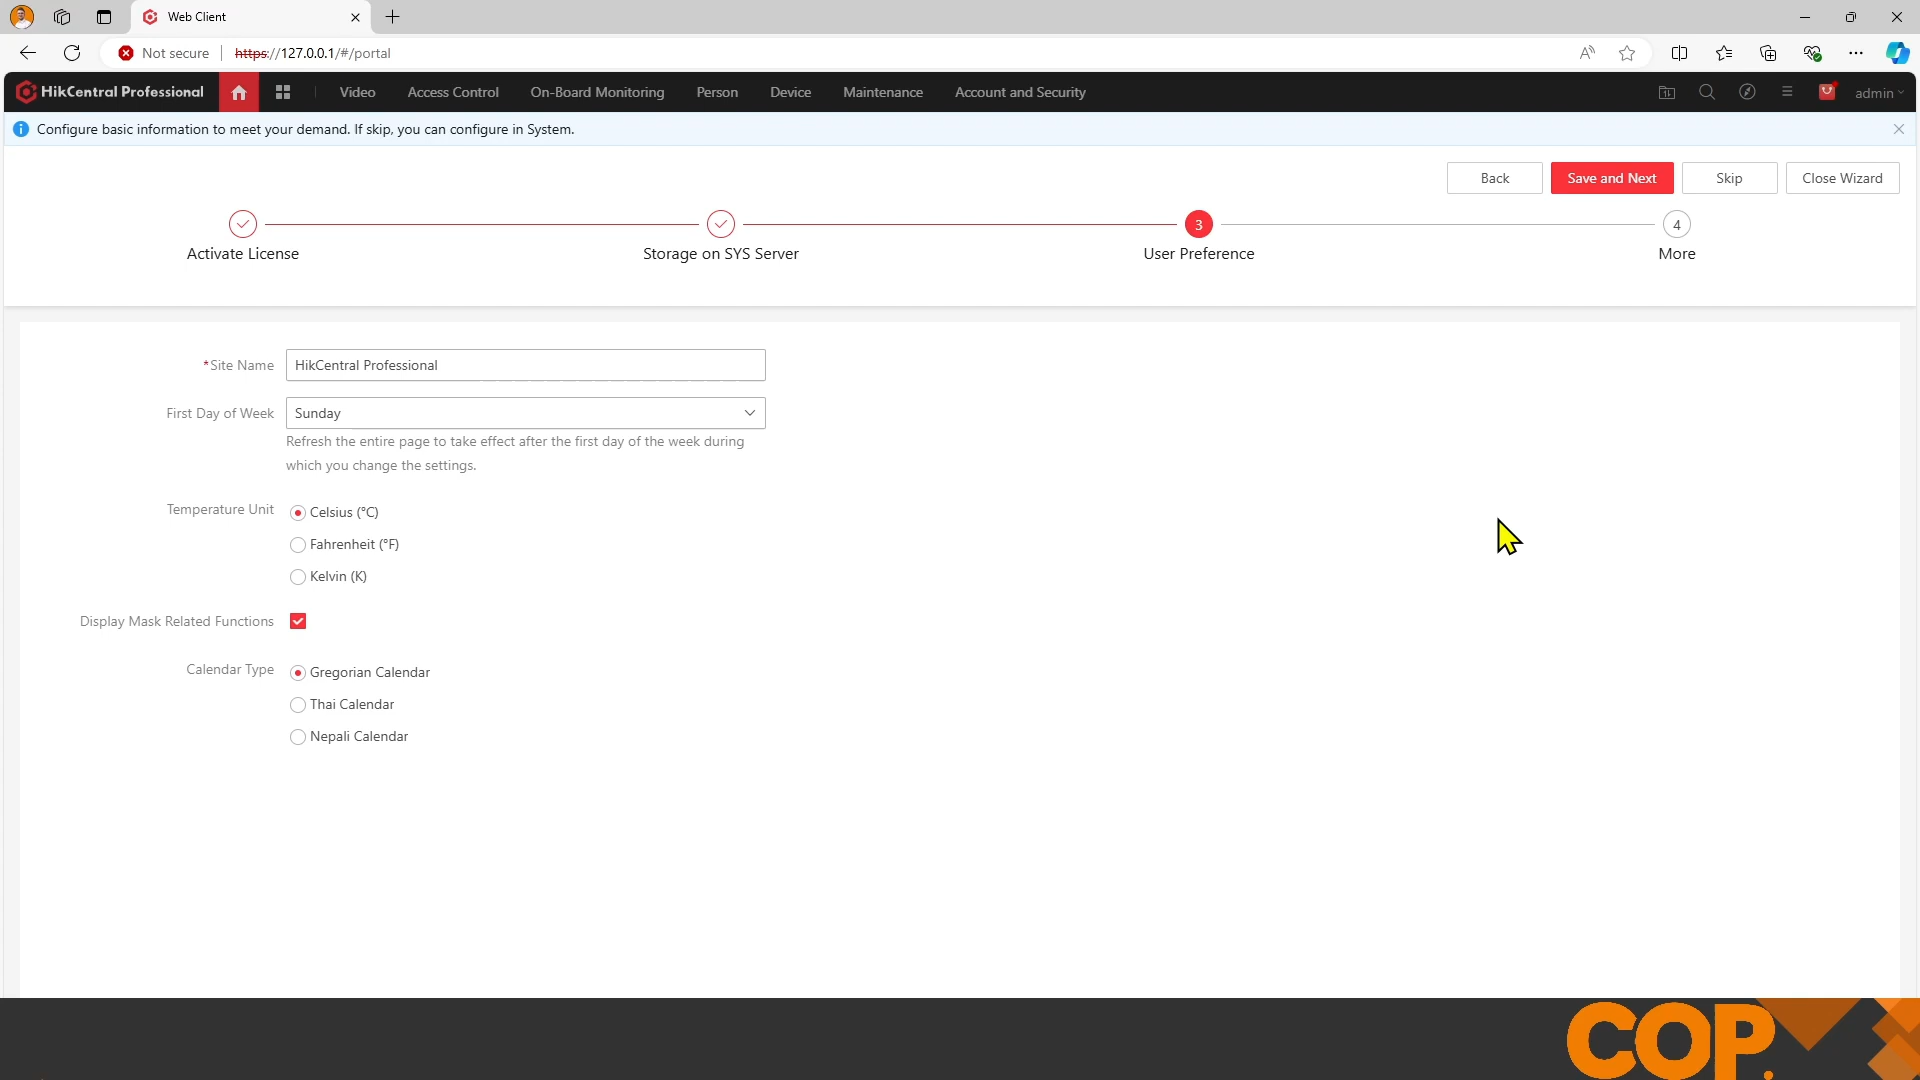 Web Client
Not secure
https://127.0.0.1/#/portal
HikCentral Professional
Video
Access Control
On-Board Monitoring
Person
Device
Maintenance
Account and Security
admin
Configure basic information to meet your demand. If skip, you can configure in System.
Back
Save and Next
Skip
Close Wizard
3
4
Activate License
Storage on SYS Server
User Preference
More
*Site Name
HikCentral Professional
First Day of Week
Sunday
Refresh the entire page to take effect after the first day of the week during
which you change the settings.
Temperature Unit
Celsius (°C)
Fahrenheit (°F)
Kelvin (K)
Display Mask Related Functions
Calendar Type
Gregorian Calendar
Thai Calendar
Nepali Calendar
COP.